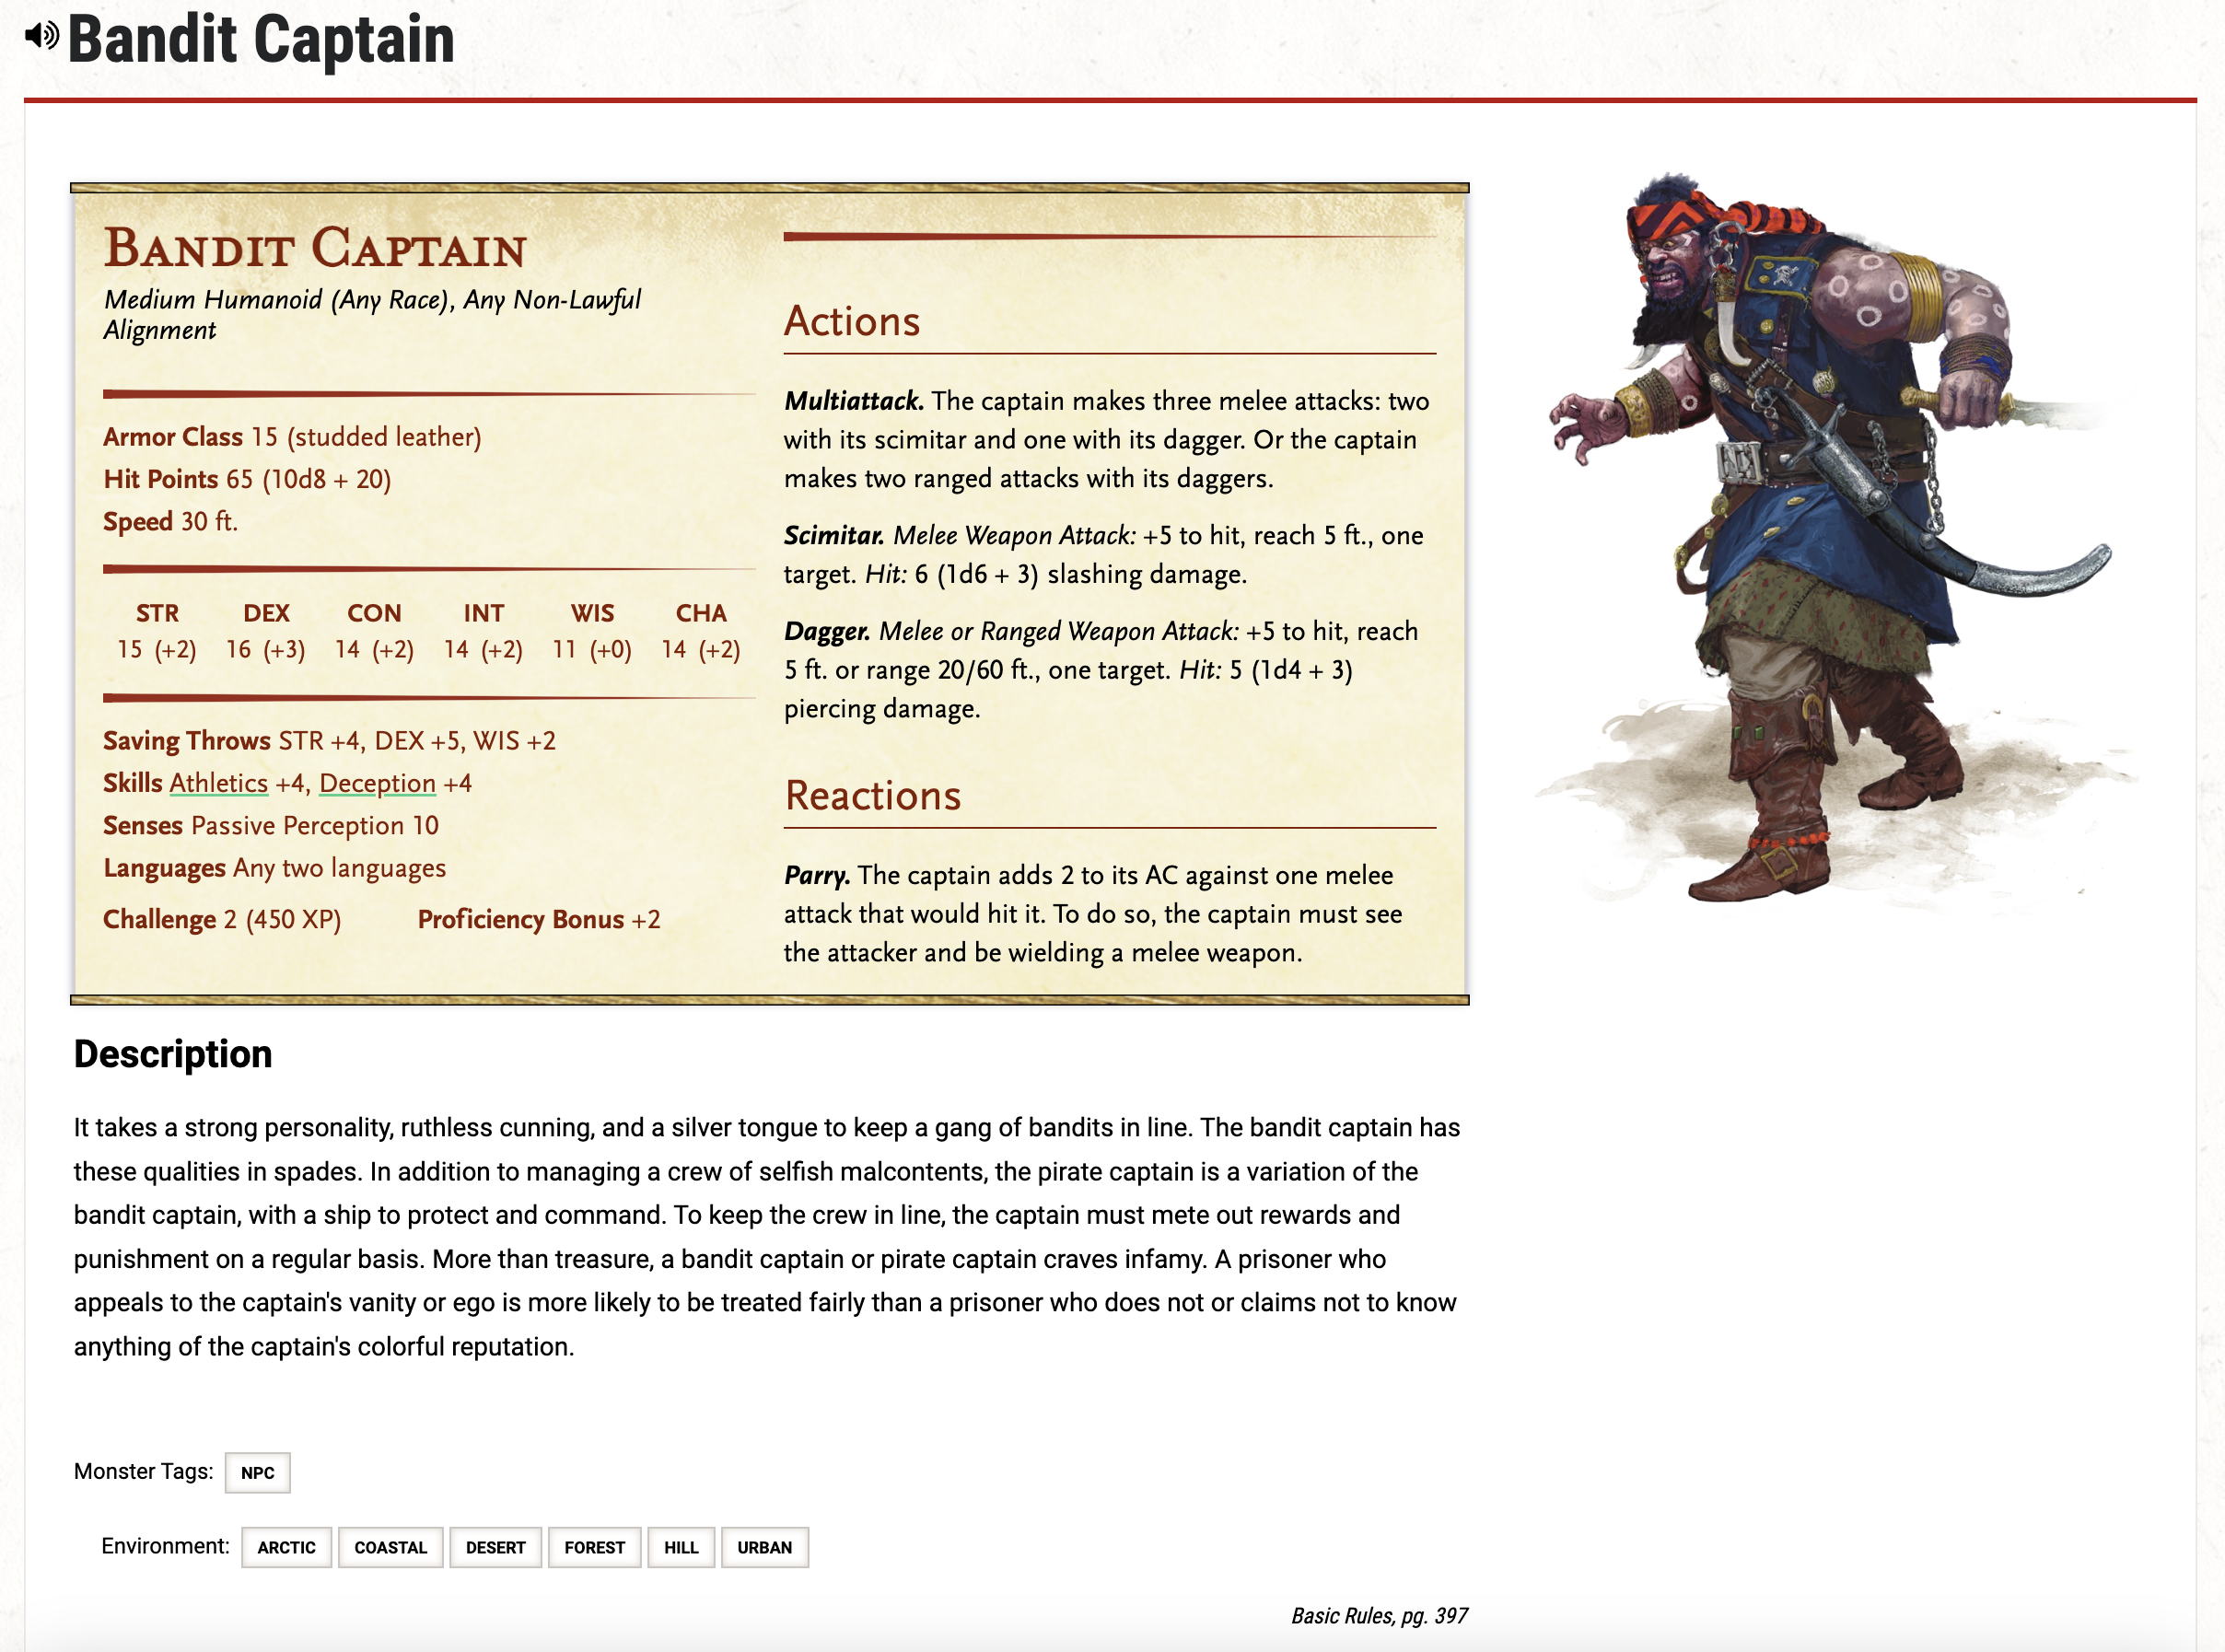 Bandit Captain
Bandit Captain
Medium Humanoid (Any Race), Any Non-Lawful
Alignment
Armor Class 15 (studded leather)
Hit Points 65 (10d8 + 20)
Speed 30 ft.
STR DEX CON INT WIS CHA
15 (+2) 16 (+3) 14 (+2) 14 (+2) 11 (+0) 14 (+2)
Saving Throws STR +4, DEX +5, WIS +2
Skills Athletics +4, Deception +4
Senses Passive Perception 10
Languages Any two languages
Challenge 2 (450 XP) Proficiency Bonus +2
Actions
Multiattack. The captain makes three melee attacks: two
with its scimitar and one with its dagger. Or the captain
makes two ranged attacks with its daggers.
Scimitar. Melee Weapon Attack: +5 to hit, reach 5 ft., one
target. Hit: 6 (1d6 + 3) slashing damage.
Dagger. Melee or Ranged Weapon Attack: +5 to hit, reach
5 ft. or range 20/60 ft., one target. Hit: 5 (1d4 + 3)
piercing damage.
Reactions
Parry. The captain adds 2 to its AC against one melee
attack that would hit it. To do so, the captain must see
the attacker and be wielding a melee weapon.
Description
It takes a strong personality, ruthless cunning, and a silver tongue to keep a gang of bandits in line. The bandit captain has
these qualities in spades. In addition to managing a crew of selfish malcontents, the pirate captain is a variation of the
bandit captain, with a ship to protect and command. To keep the crew in line, the captain must mete out rewards and
punishment on a regular basis. More than treasure, a bandit captain or pirate captain craves infamy. A prisoner who
appeals to the captain's vanity or ego is more likely to be treated fairly than a prisoner who does not or claims not to know
anything of the captain's colorful reputation.
Monster Tags: NPC
Environment: ARCTIC COASTAL DESERT FOREST HILL URBAN
Basic Rules, pg. 397